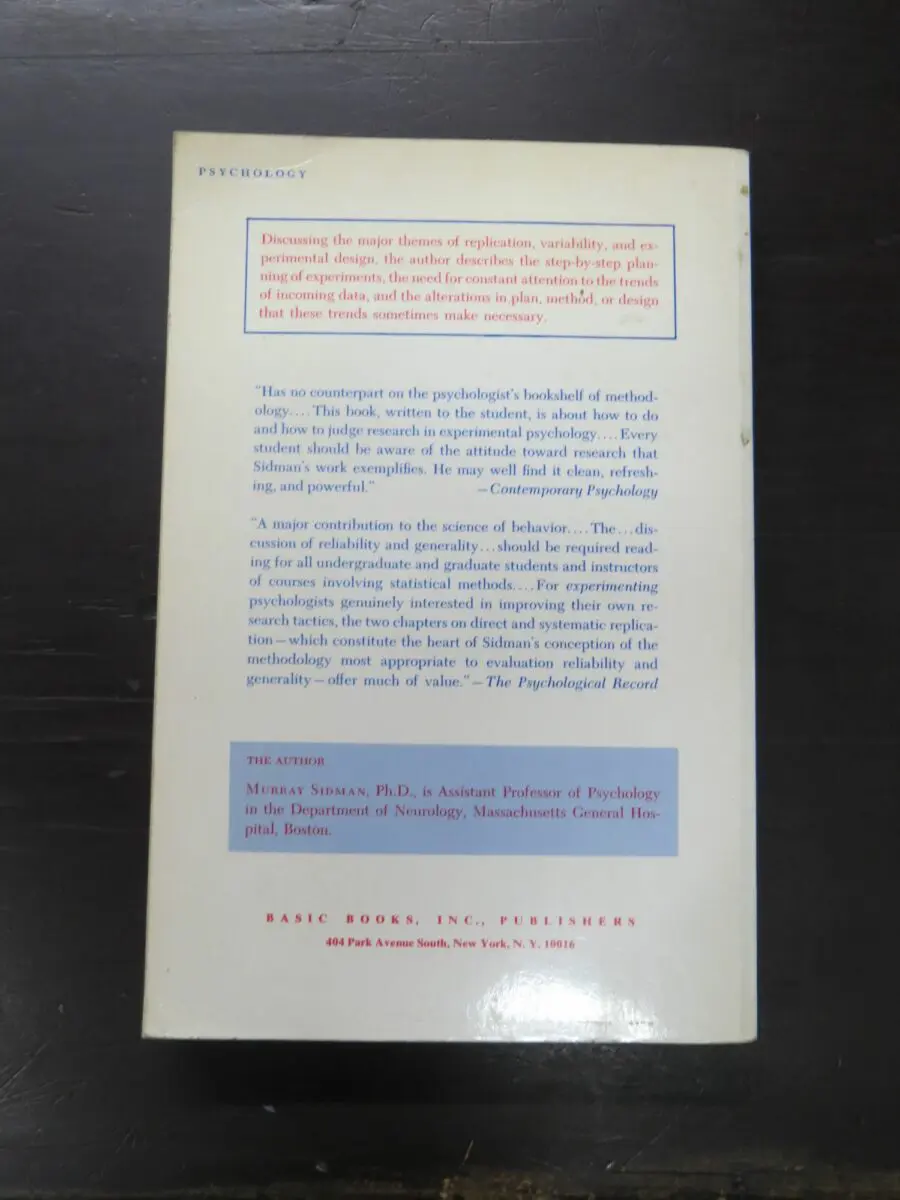 PSYCHOLOGY
Discussing the major themes of replication, variability, and ex-
perimental design, the author describes the step-by-step plan-
ning of experiments, the need for constant attention to the trends
of incoming data, and the alterations in plan, method, or design
that these trends sometimes make necessary.
"Has no counterpart on the psychologist's bookshelf of method-
ology....This book, written to the student, is about how to do
and how to judge research in experimental psychology....Every
student should be aware of the attitude toward research that
Sidman's work exemplifies. He may well find it clean, refresh-
ing, and powerful." —Contemporary Psychology
"A major contribution to the science of behavior....The...dis-
cussion of reliability and generality...should be required read-
ing for all undergraduate and graduate students and instructors
of courses involving statistical methods....For experimenting
psychologists genuinely interested in improving their own re-
search tactics, the two chapters on direct and systematic replica-
tion—which constitute the heart of Sidman's conception of the
methodology most appropriate to evaluation reliability and
generality—offer much of value."—The Psychological Record
THE AUTHOR
MURRAY SIDMAN, Ph.D., is Assistant Professor of Psychology
in the Department of Neurology, Massachusetts General Hos-
pital, Boston.
BASIC BOOKS, INC., PUBLISHERS
404 Park Avenue South, New York, N. Y. 10016